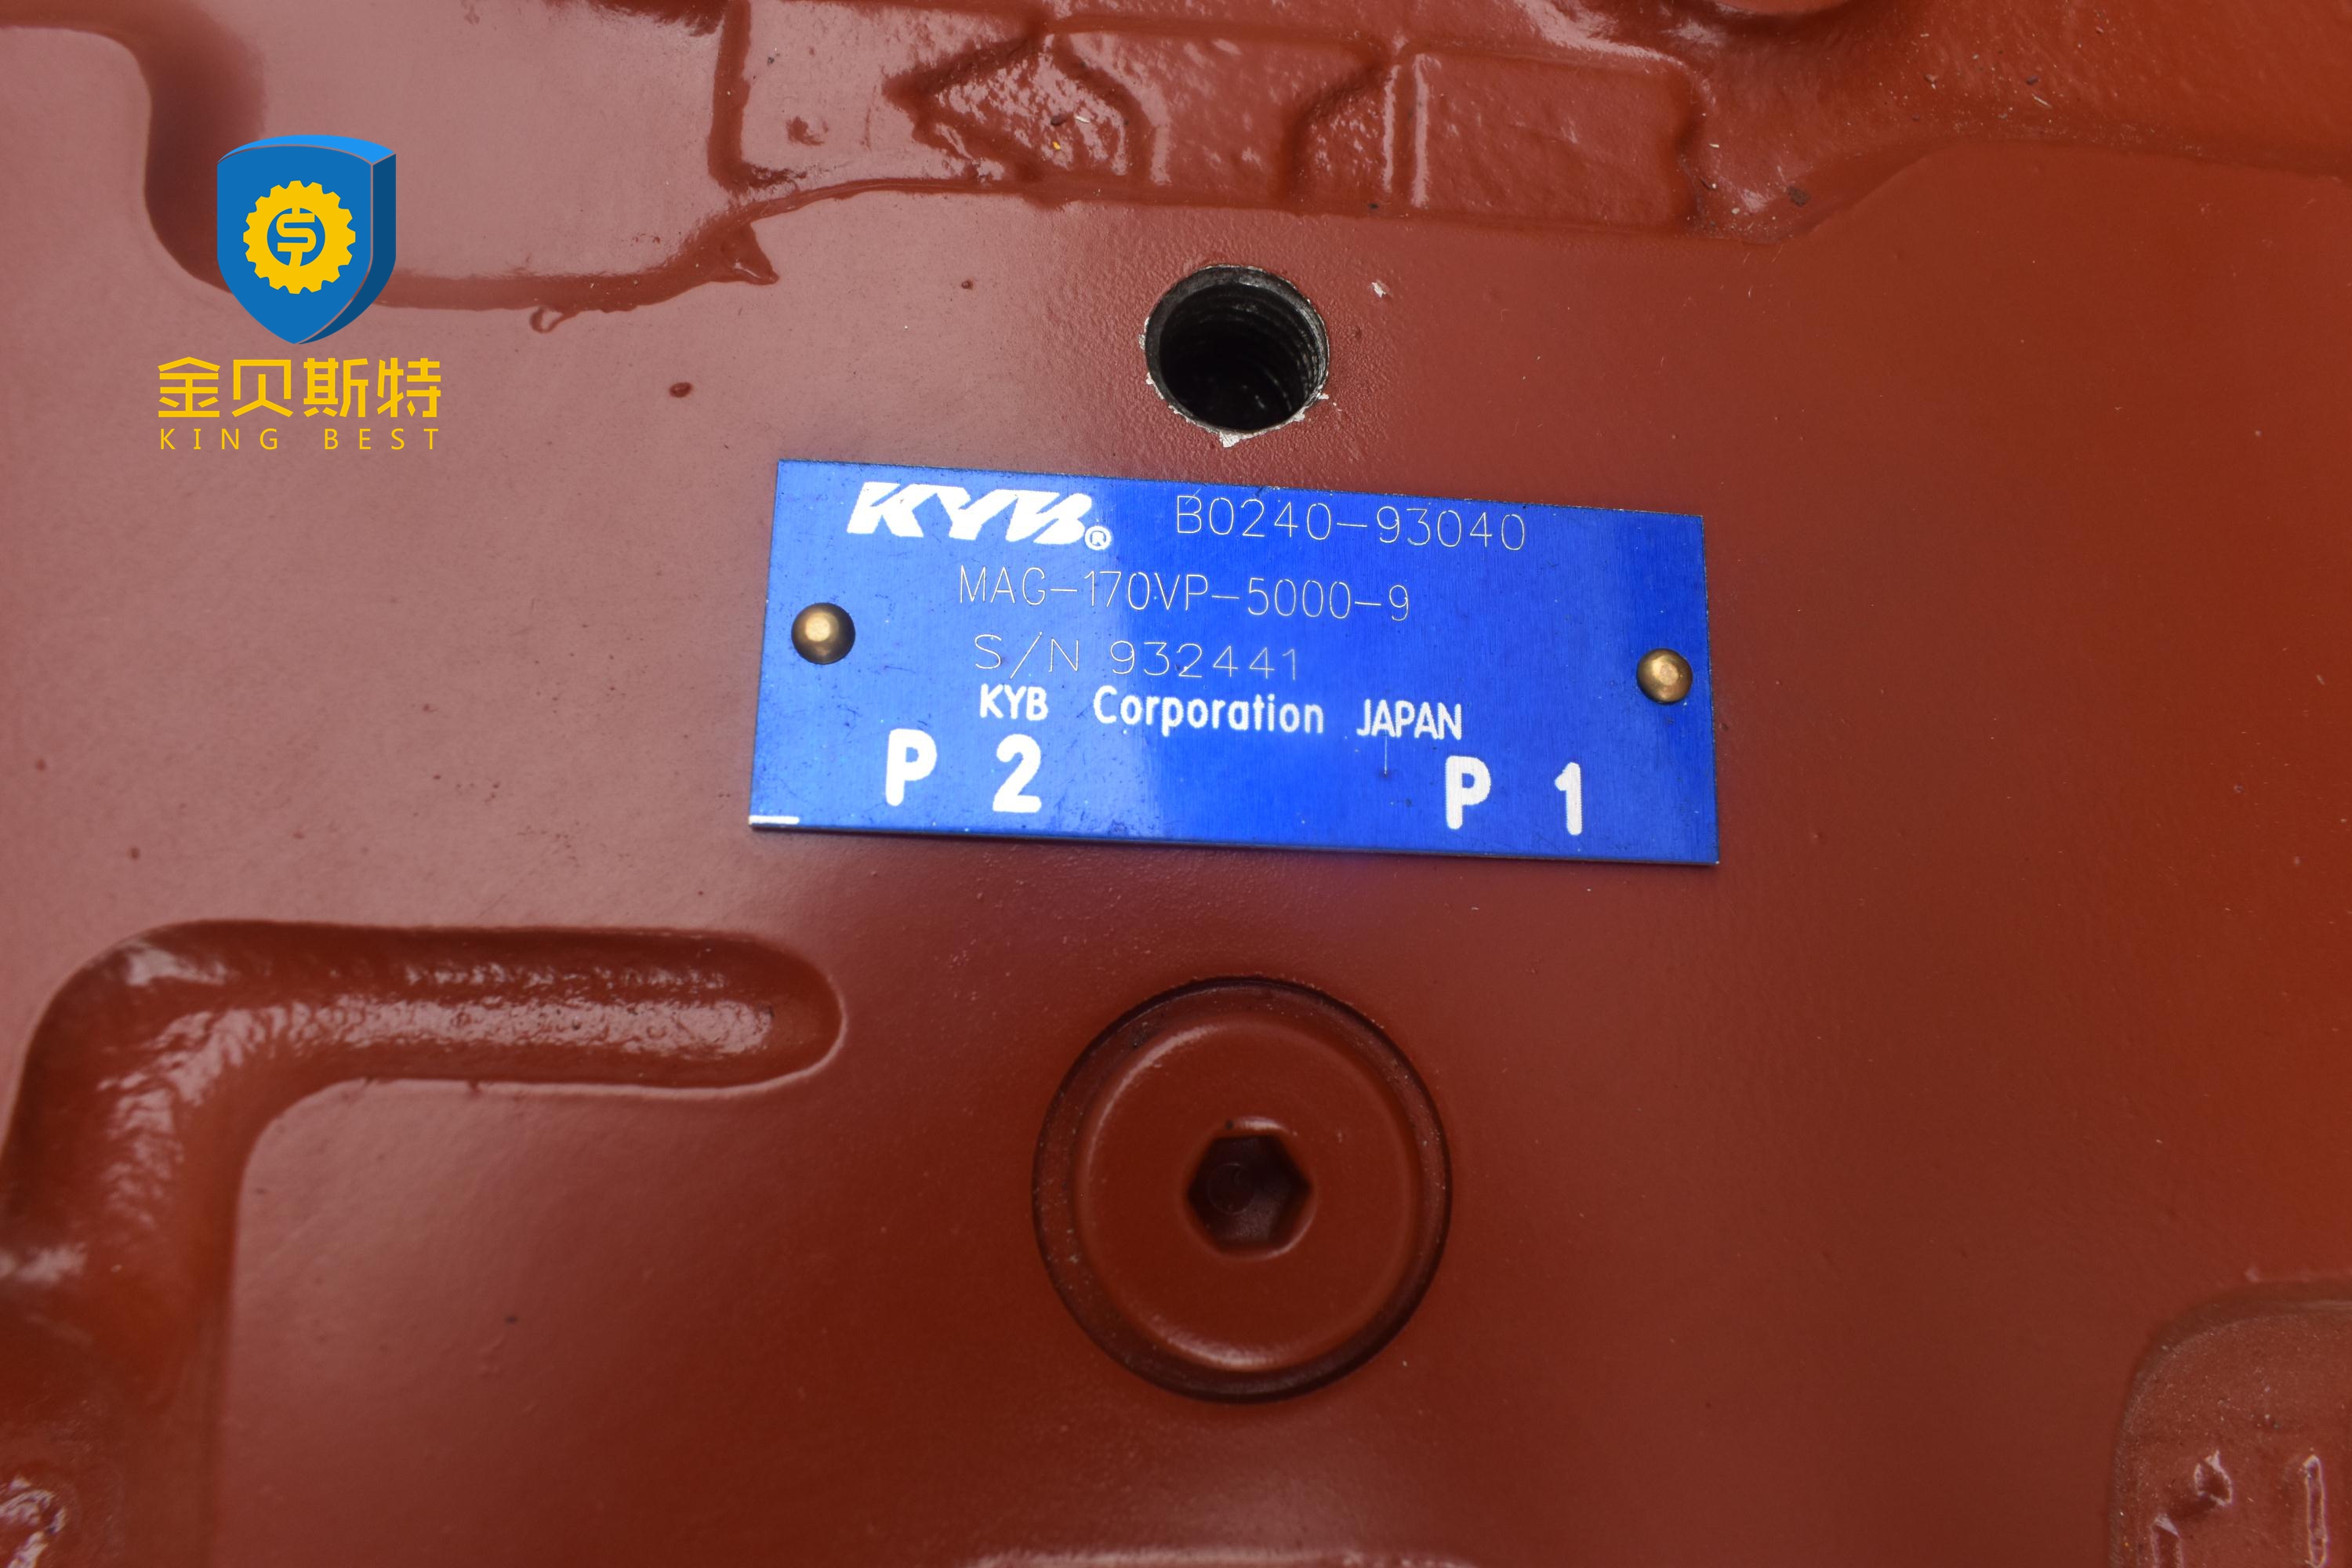 金贝斯特
KING BEST
KYB® B0240-93040
MAG-170VP-5000-9
S/N 932441
KYB Corporation JAPAN
P 2 P 1